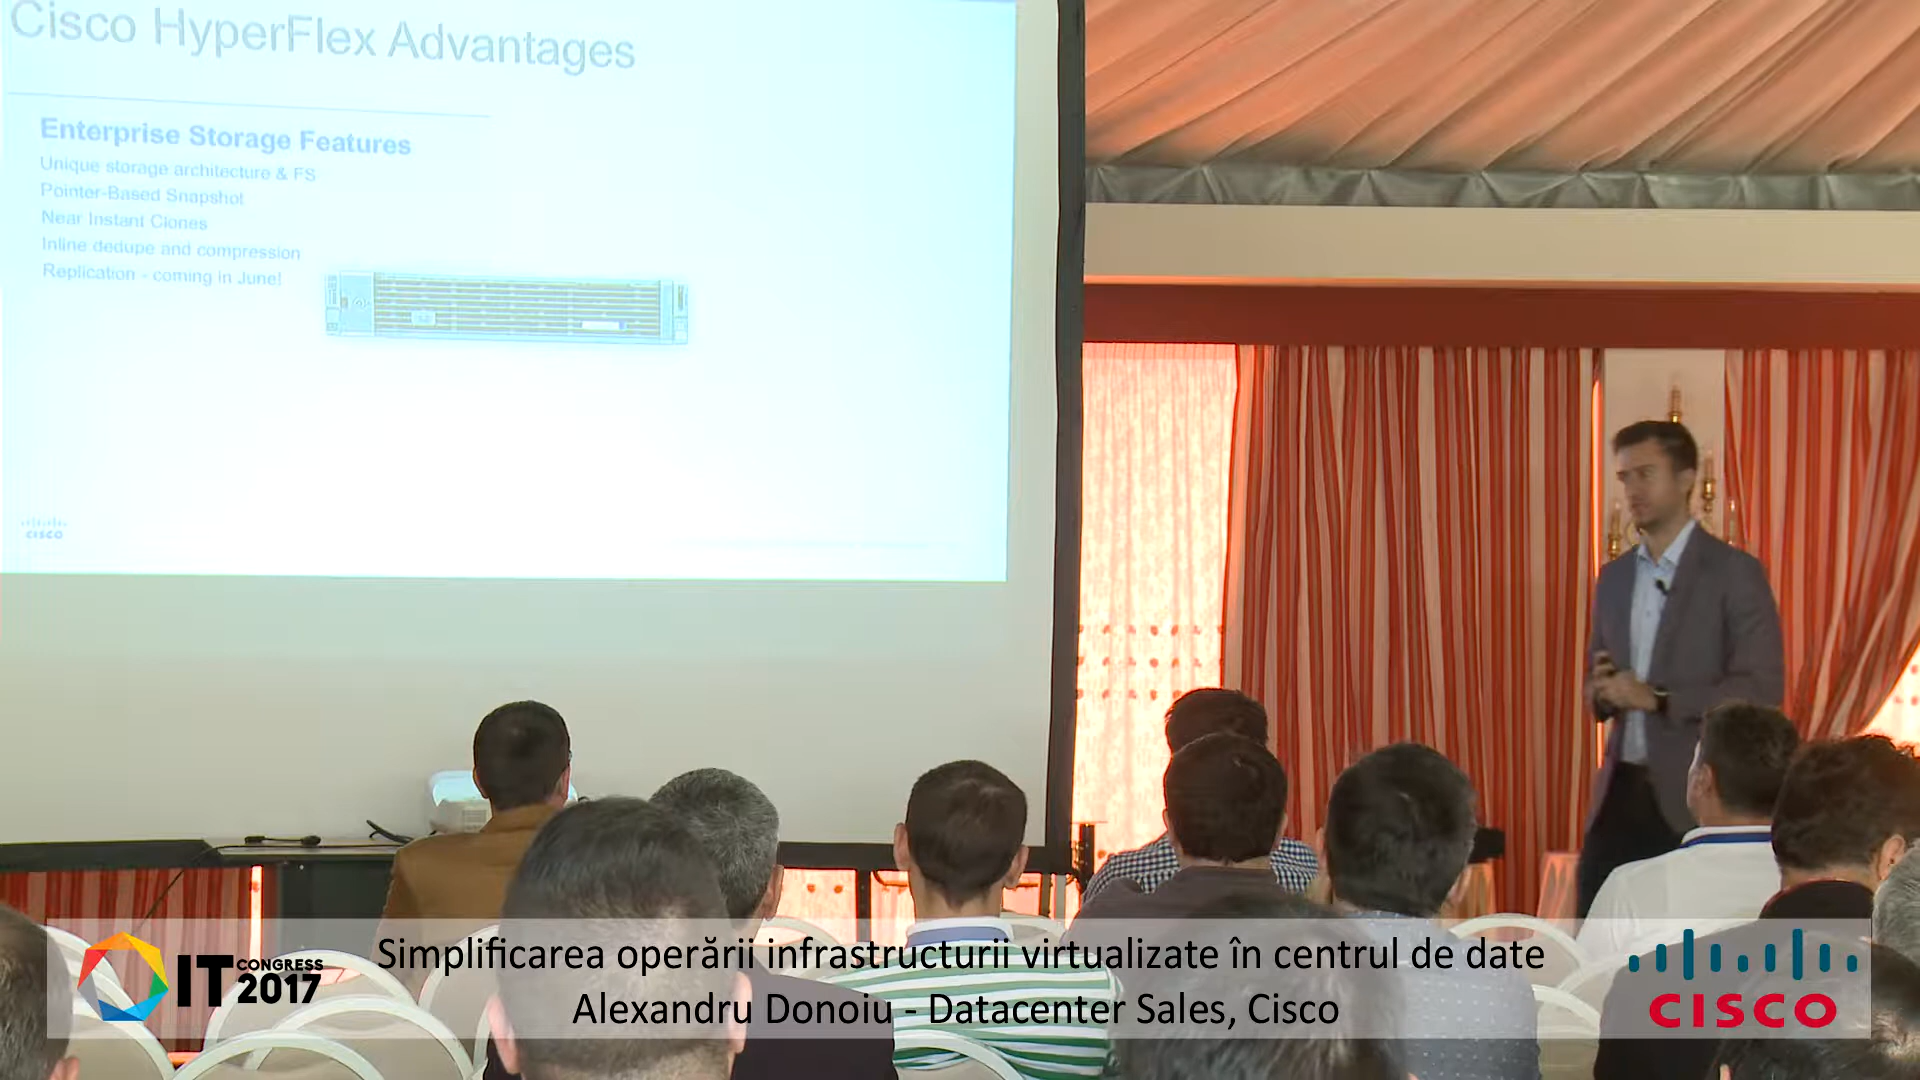 Cisco HyperFlex Advantages
Enterprise Storage Features
Unique storage architecture & FS
Pointer-Based Snapshot
Near Instant Clones
Inline dedupe and compression
Replication - coming in June!
CISCO
IT CONGRESS 2017
Simplificarea operării infrastructurii virtualizate în centrul de date
Alexandru Donoiu - Datacenter Sales, Cisco
CISCO